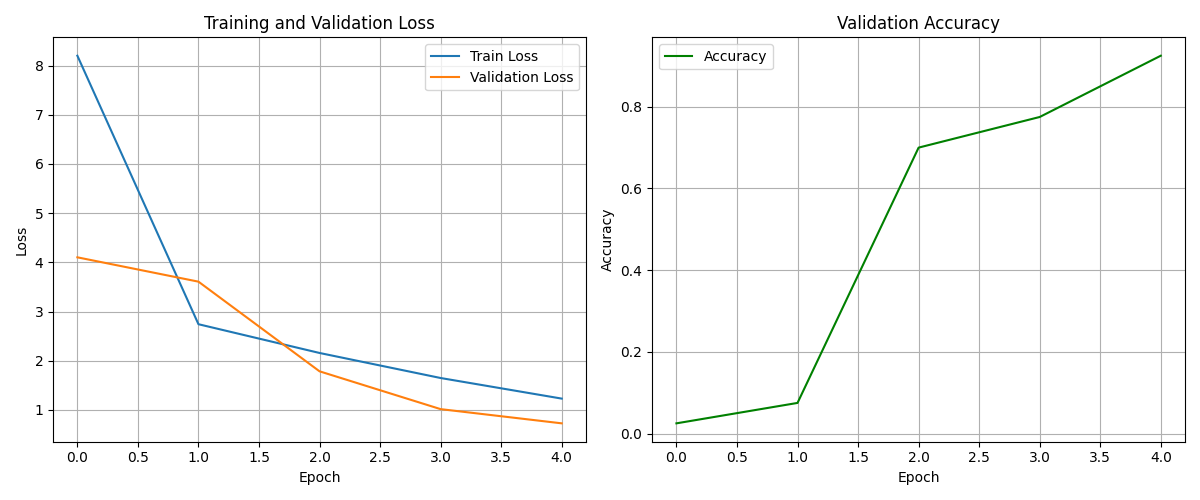 Training and Validation Loss
Train Loss
Validation Loss
Loss
8
7
6
5
4
3
2
1
0.0 0.5 1.0 1.5 2.0 2.5 3.0 3.5 4.0
Epoch
Validation Accuracy
Accuracy
Accuracy
0.8
0.6
0.4
0.2
0.0
0.0 0.5 1.0 1.5 2.0 2.5 3.0 3.5 4.0
Epoch